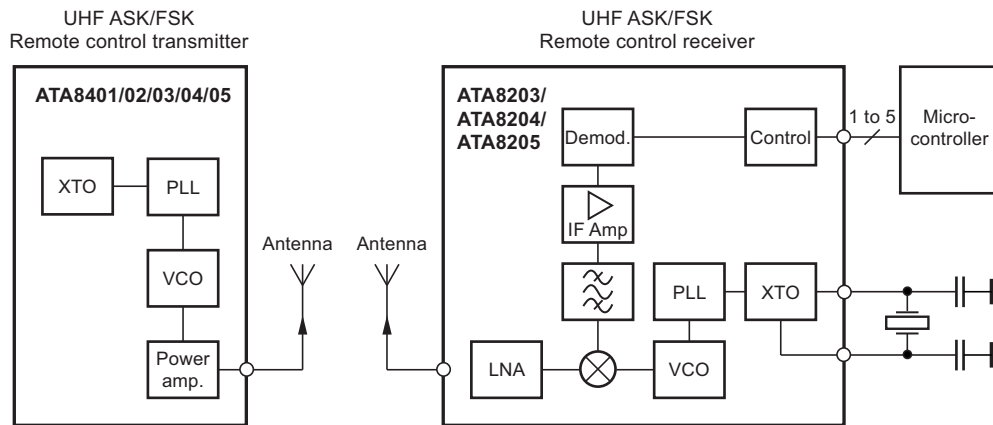 UHF ASK/FSK
Remote control transmitter
ATA8401/02/03/04/05
XTO
PLL
VCO
Power
amp.
Antenna
Antenna
UHF ASK/FSK
Remote control receiver
ATA8203/
ATA8204/
ATA8205
Demod.
Control
1 to 5
Micro-
controller
IF Amp
PLL
XTO
LNA
VCO